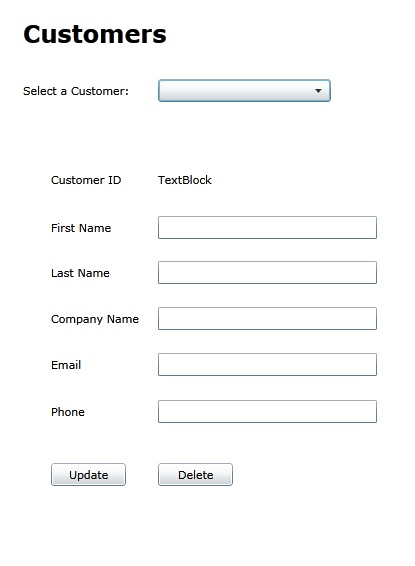 Customers
Select a Customer:
Customer ID TextBlock
First Name
Last Name
Company Name
Email
Phone
Update Delete